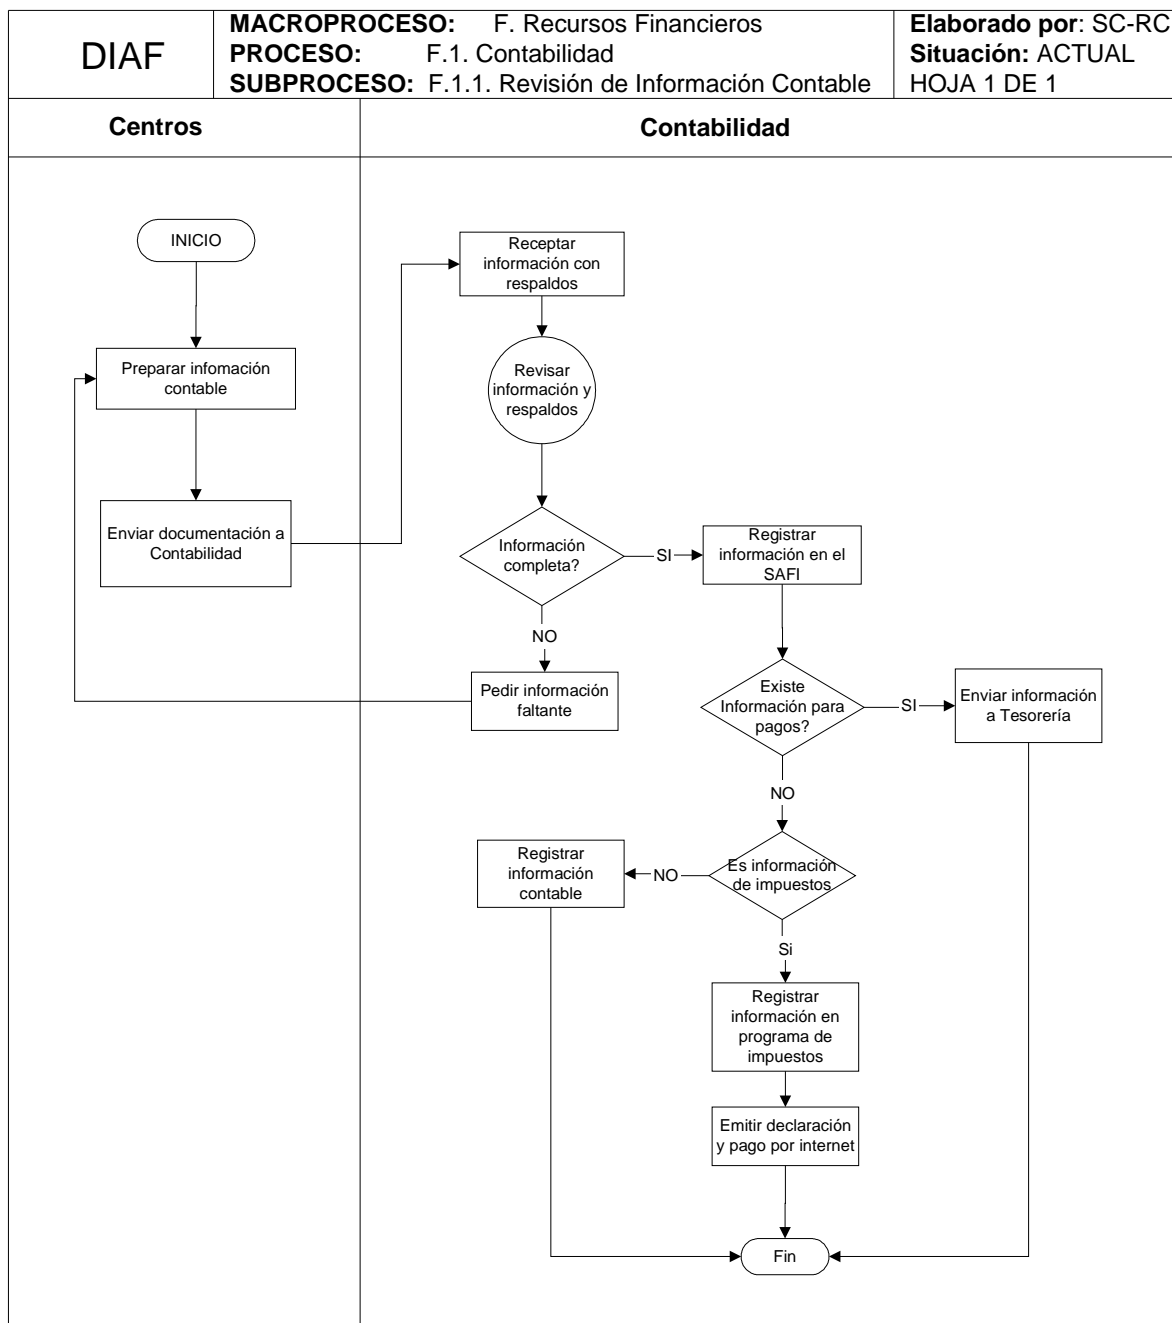 DIAF
MACROPROCESO: F. Recursos Financieros
PROCESO: F.1. Contabilidad
SUBPROCESO: F.1.1. Revisión de Información Contable
Elaborado por: SC-RC
Situación: ACTUAL
HOJA 1 DE 1
Centros
Contabilidad
INICIO
Preparar infomación
contable
Enviar documentación a
Contabilidad
Receptar
información con
respaldos
Revisar
información y
respaldos
Información
completa?
SI
NO
Pedir información
faltante
Registrar
información en el
SAFI
Existe
Información para
pagos?
SI
Enviar información
a Tesorería
NO
Es información
de impuestos
NO
Registrar
información
contable
Si
Registrar
información en
programa de
impuestos
Emitir declaración
y pago por internet
Fin